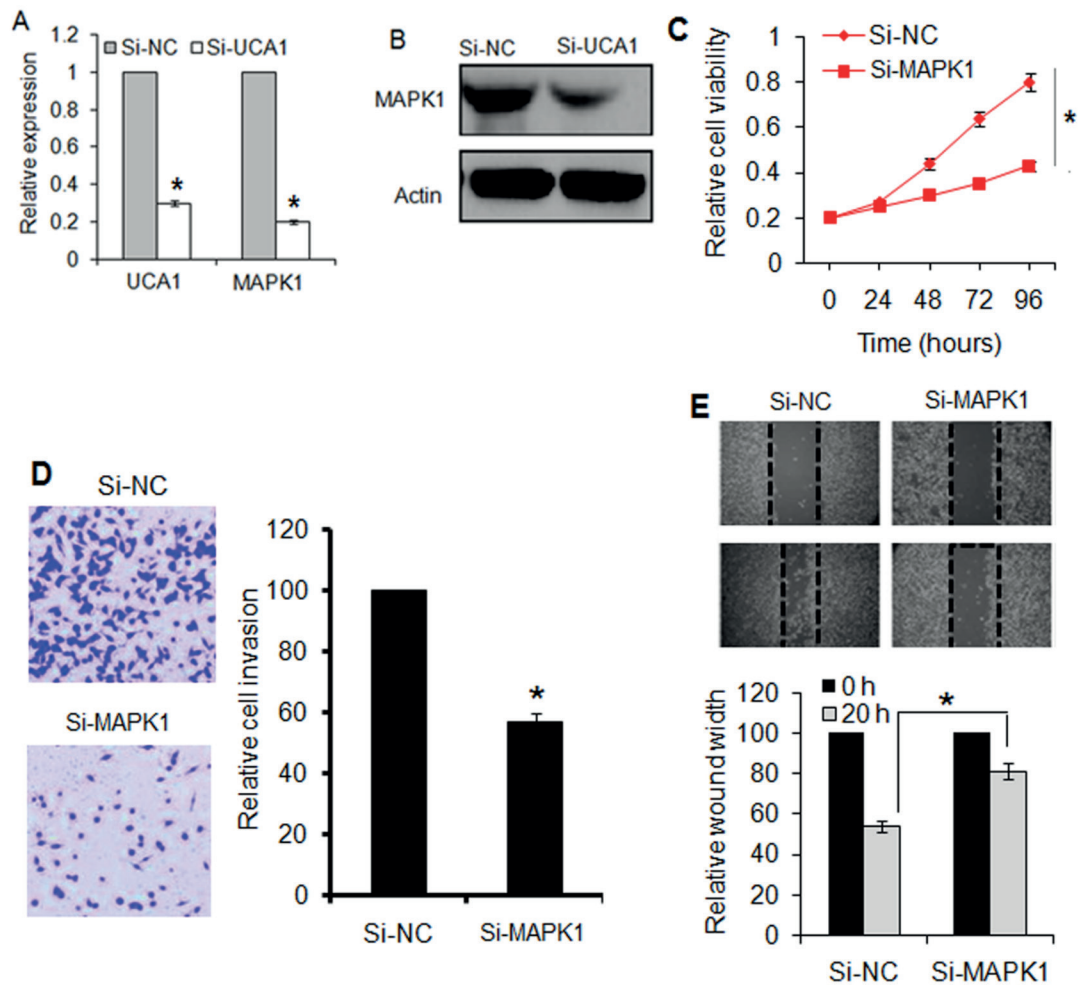 A
Si-NC Si-UCA1
Relative expression
1.2
1
0.8
0.6
0.4
0.2
0
*
*
UCA1 MAPK1
B
Si-NC Si-UCA1
MAPK1
Actin
C
Si-NC
Si-MAPK1
Relative cell viability
1
0.8
0.6
0.4
0.2
0
*
0 24 48 72 96
Time (hours)
D
Si-NC
Si-MAPK1
Relative cell invasion
120
100
80
60
40
20
0
*
Si-NC Si-MAPK1
E
Si-NC Si-MAPK1
0 h
20 h
*
Relative wound width
100
80
60
40
20
0
Si-NC Si-MAPK1